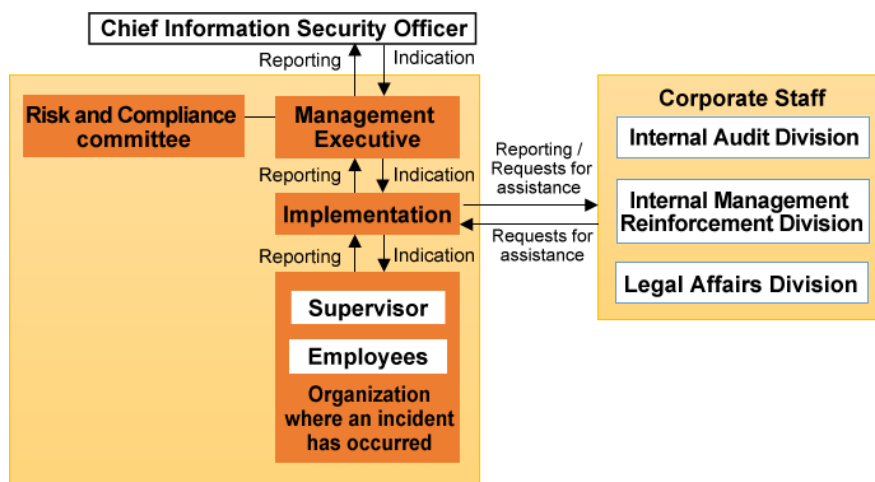 Chief Information Security Officer
Reporting
Indication
Risk and Compliance
committee
Management
Executive
Reporting
Indication
Implementation
Reporting
Indication
Supervisor
Employees
Organization
where an incident
has occurred
Reporting /
Requests for
assistance
Requests for
assistance
Corporate Staff
Internal Audit Division
Internal Management
Reinforcement Division
Legal Affairs Division